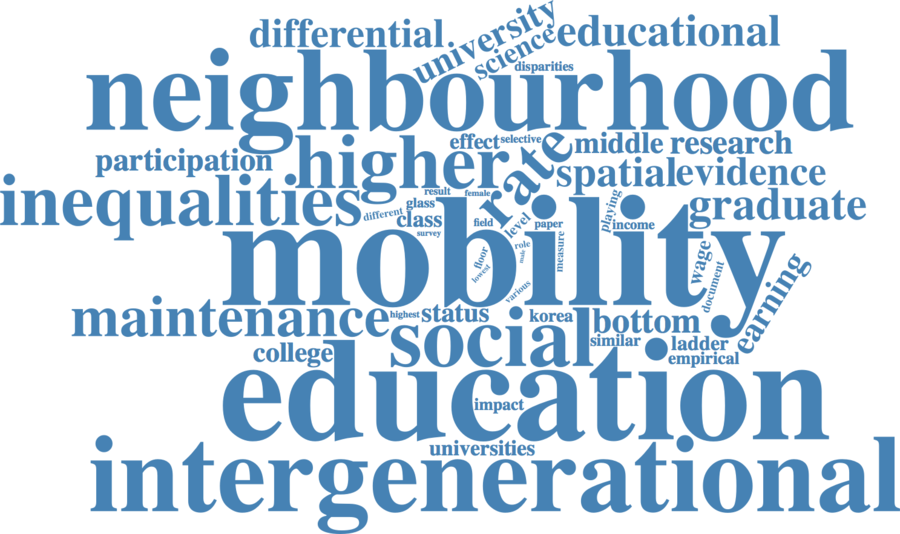 differential
university
science
educational
disparities
neighbourhood
effect
selective
rate
middle
research
participation
higher
spatial
evidence
inequalities
result
female
glass
different
class
survey
field
level
paper
playing
income
graduate
mobility
floor
lowest
role
male
measure
various
wage
document
earning
maintenance
highest
status
korea
bottom
social
similar
ladder
college
empirical
education
impact
universities
intergenerational